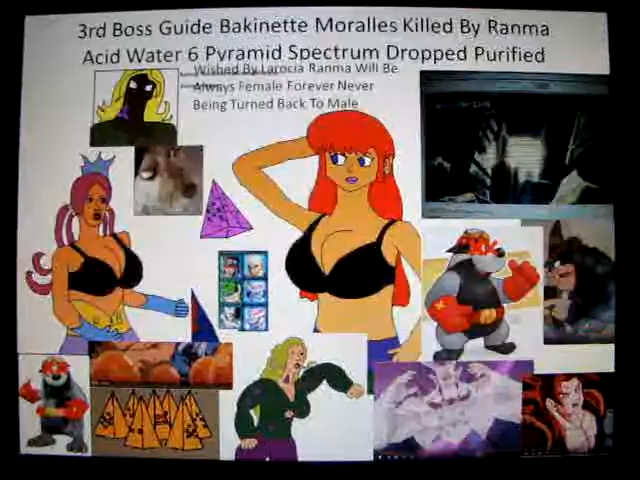 3rd Boss Guide Bakinette Moralles Killed By Ranma
Acid Water 6 Pyramid Spectrum Dropped Purified
Wished By Larocia Ranma Will Be
Always Female Forever Never
Being Turned Back To Male